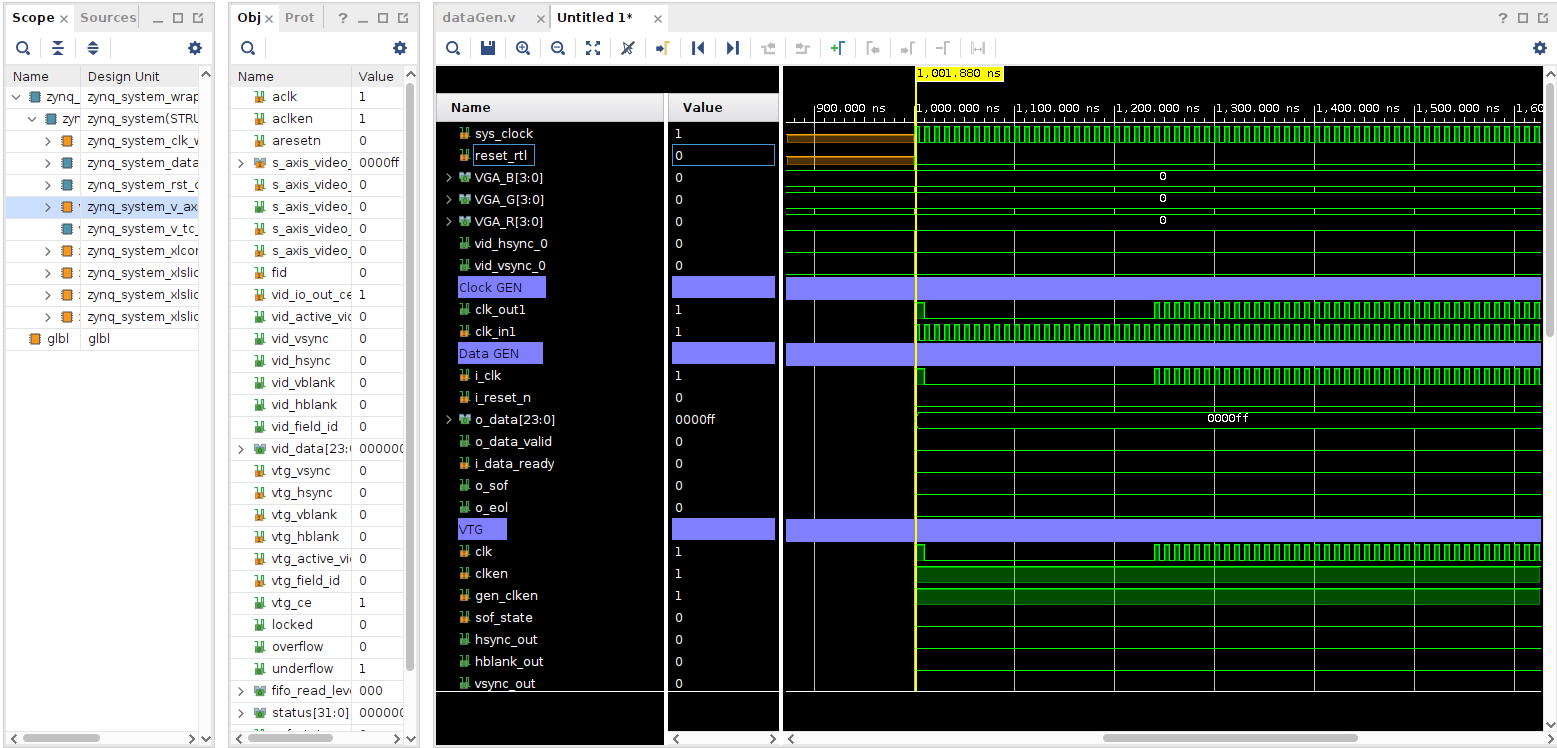 Scope
Sources
Name Design Unit
zynq_ zynq_system_wrap
zyn zynq_system(STRU
zynq_system_clk_v
zynq_system_data
zynq_system_rst_c
zynq_system_v_ax
zynq_system_v_tc_
zynq_system_xlcor
zynq_system_xlslic
zynq_system_xlslic
zynq_system_xlslic
glbl glbl
Obj
Prot
?
Name Value
aclk 1
aclken 1
aresetn 0
s_axis_video_ 0000ff
s_axis_video_ 0
s_axis_video_ 0
s_axis_video_ 0
s_axis_video_ 0
fid 0
vid_io_out_ce 1
vid_active_vic 0
vid_vsync 0
vid_hsync 0
vid_vblank 0
vid_hblank 0
vid_field_id 0
vid_data[23:0 000000
vtg_vsync 0
vtg_hsync 0
vtg_vblank 0
vtg_hblank 0
vtg_active_vi 0
vtg_field_id 0
vtg_ce 1
locked 0
overflow 0
underflow 1
fifo_read_leve 000
status[31:0] 000000
dataGen.v
Untitled 1*
?
1,001.880 ns
900.000 ns 1,000.000 ns 1,100.000 ns 1,200.000 ns 1,300.000 ns 1,400.000 ns 1,500.000 ns 1,60
Name Value
sys_clock 1
reset_rtl 0
VGA_B[3:0] 0 0
VGA_G[3:0] 0 0
VGA_R[3:0] 0 0
vid_hsync_0 0
vid_vsync_0 0
Clock GEN
clk_out1 1
clk_in1 1
Data GEN
i_clk 1
i_reset_n 0
o_data[23:0] 0000ff 0000ff
o_data_valid 0
i_data_ready 0
o_sof 0
o_eol 0
VTG
clk 1
clken 1
gen_clken 1
sof_state 0
hsync_out 0
hblank_out 0
vsync_out 0